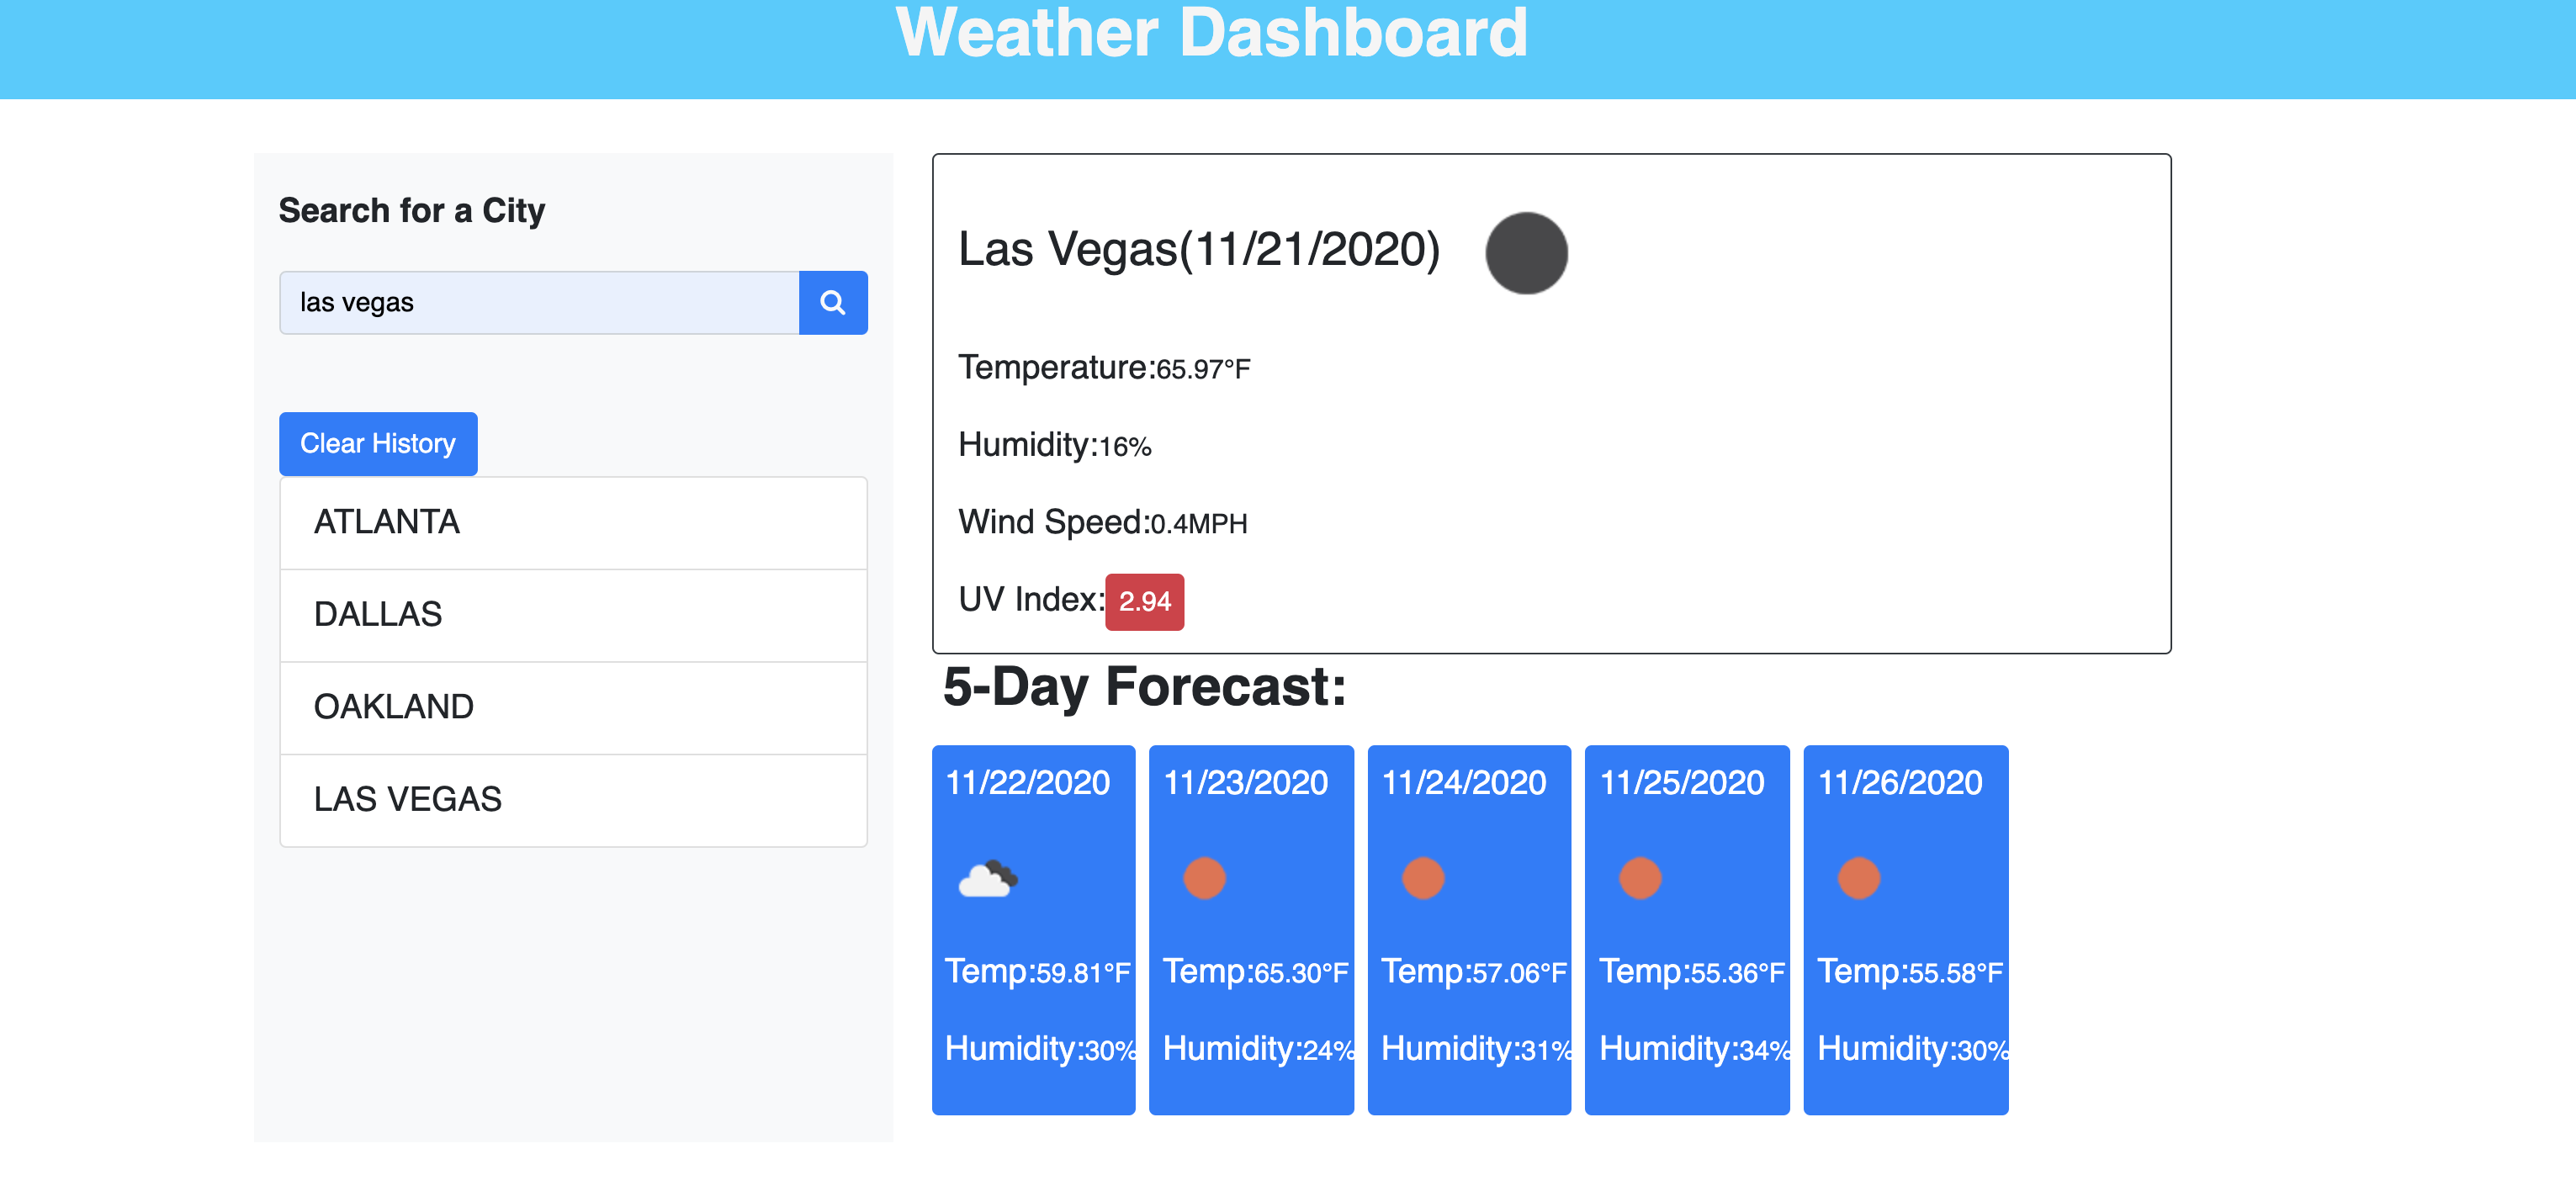 Weather Dashboard
Search for a City
las vegas
Clear History
ATLANTA
DALLAS
OAKLAND
LAS VEGAS
Las Vegas(11/21/2020)
Temperature:65.97°F
Humidity:16%
Wind Speed:0.4MPH
UV Index:2.94
5-Day Forecast:
11/22/2020
Temp:59.81°F
Humidity:30%
11/23/2020
Temp:65.30°F
Humidity:24%
11/24/2020
Temp:57.06°F
Humidity:31%
11/25/2020
Temp:55.36°F
Humidity:34%
11/26/2020
Temp:55.58°F
Humidity:30%